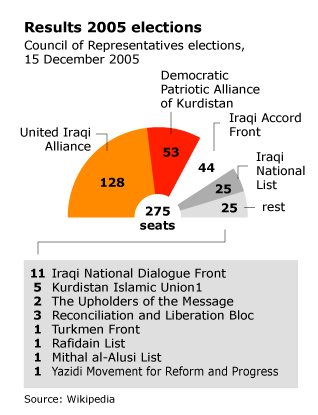 Results 2005 elections
Council of Representatives elections,
15 December 2005
Democratic
Patriotic Alliance
of Kurdistan
United Iraqi
Alliance
Iraqi Accord
Front
53
44
Iraqi
National
List
128
25
275
seats
25
rest
11 Iraqi National Dialogue Front
5 Kurdistan Islamic Union1
2 The Upholders of the Message
3 Reconciliation and Liberation Bloc
1 Turkmen Front
1 Rafidain List
1 Mithal al-Alusi List
1 Yazidi Movement for Reform and Progress
Source: Wikipedia